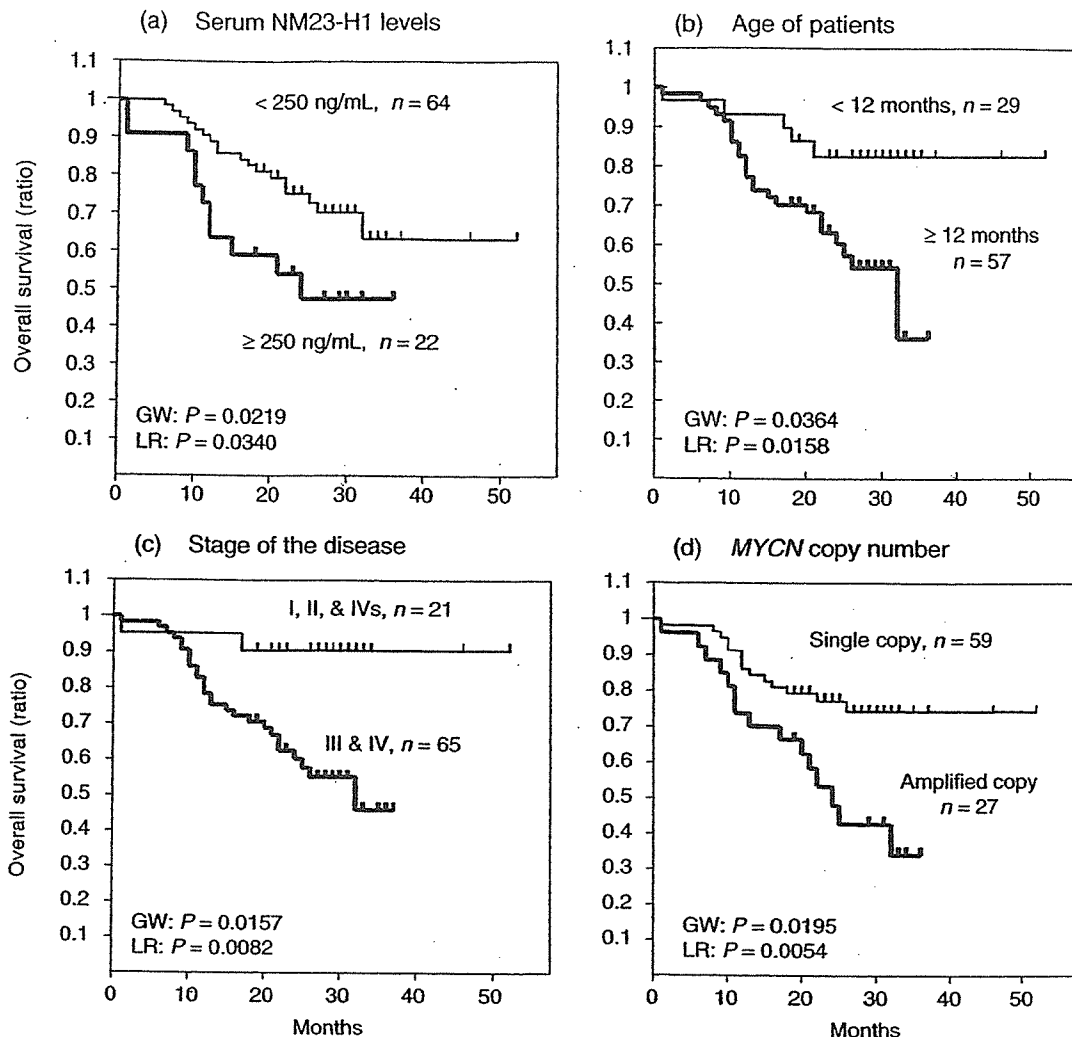 (a) Serum NM23-H1 levels
Overall survival (ratio)
1.1
1
0.9
0.8
0.7
0.6
0.5
0.4
0.3
0.2
0.1
< 250 ng/mL, n = 64
≥ 250 ng/mL, n = 22
GW: P = 0.0219
LR: P = 0.0340
0 10 20 30 40 50
(b) Age of patients
1.1
1
0.9
0.8
0.7
0.6
0.5
0.4
0.3
0.2
0.1
< 12 months, n = 29
≥ 12 months
n = 57
GW: P = 0.0364
LR: P = 0.0158
0 10 20 30 40 50
(c) Stage of the disease
Overall survival (ratio)
1.1
1
0.9
0.8
0.7
0.6
0.5
0.4
0.3
0.2
0.1
I, II, & IVs, n = 21
III & IV, n = 65
GW: P = 0.0157
LR: P = 0.0082
0 10 20 30 40 50
Months
(d) MYCN copy number
1.1
1
0.9
0.8
0.7
0.6
0.5
0.4
0.3
0.2
0.1
Single copy, n = 59
Amplified copy
n = 27
GW: P = 0.0195
LR: P = 0.0054
0 10 20 30 40 50
Months